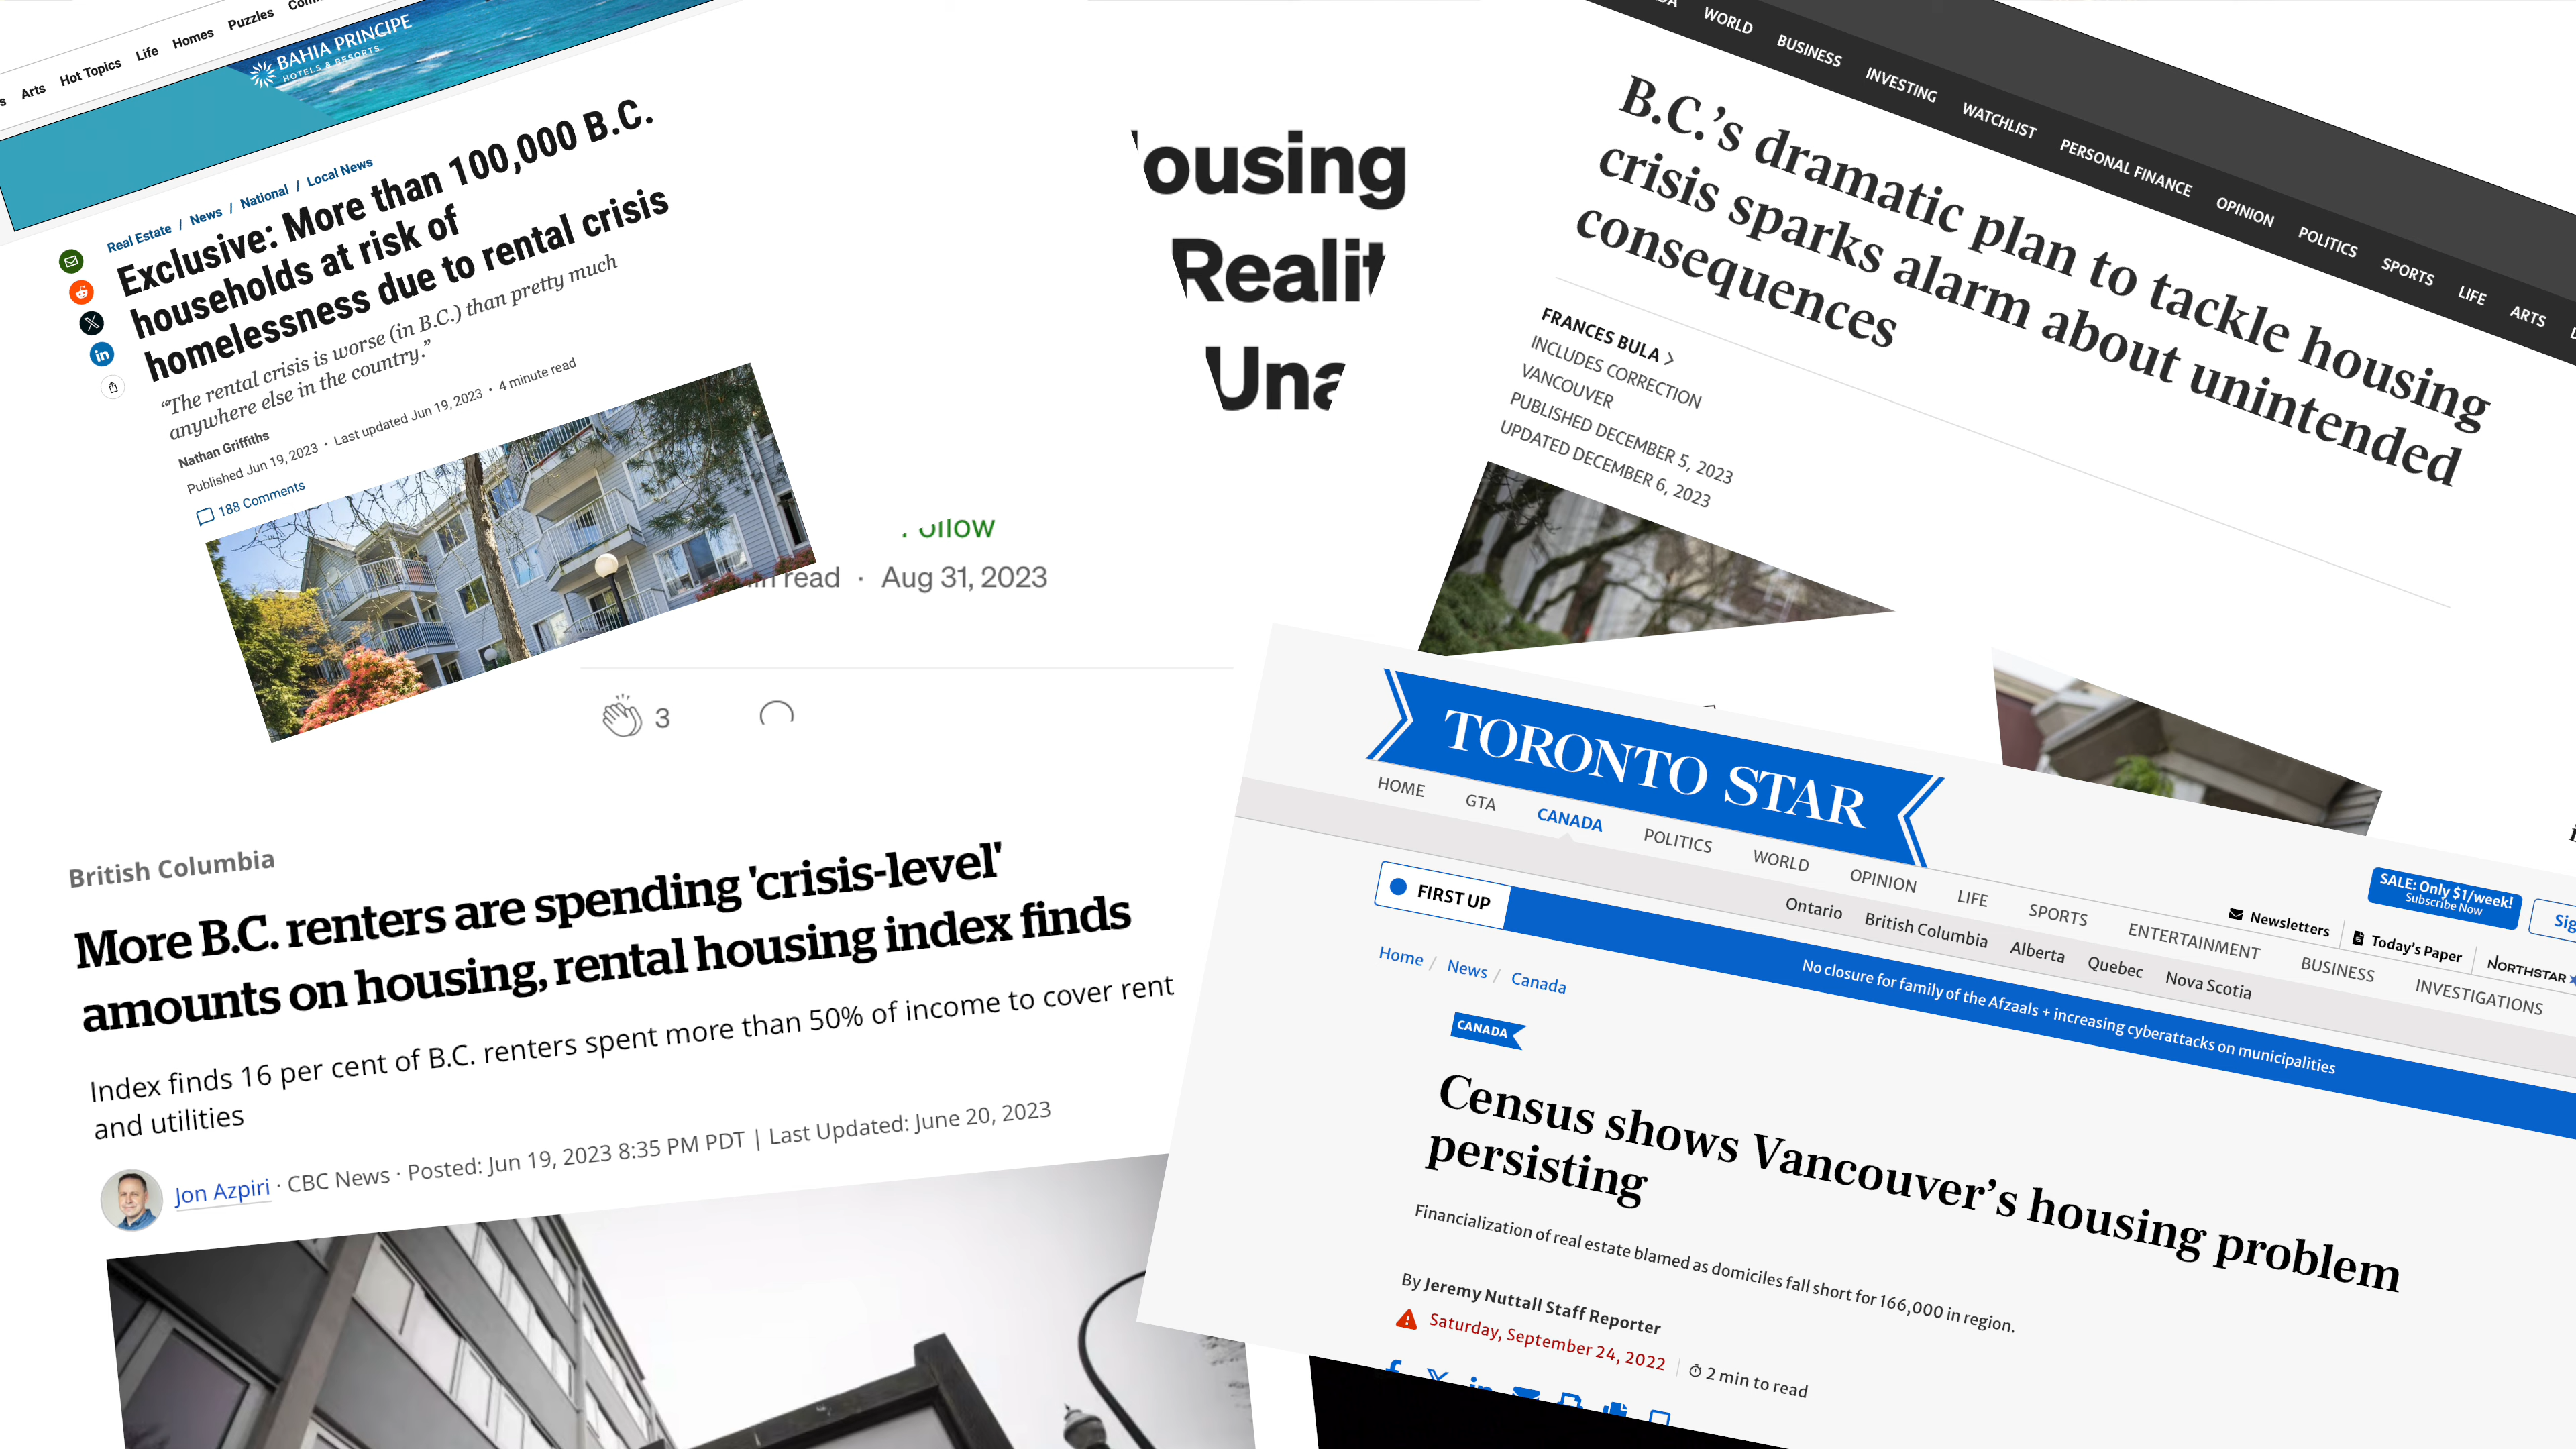 Arts Hot Topics Life Homes Puzzles
BAHIA PRINCIPE
HOTELS & RESORTS
Real Estate / News / National / Local News
Exclusive: More than 100,000 B.C.
households at risk of
homelessness due to rental crisis
“The rental crisis is worse (in B.C.) than pretty much
anywhere else in the country.”
Nathan Griffiths
Published Jun 19, 2023 · Last updated Jun 19, 2023 · 4 minute read
188 Comments
ousing
Realit
Una
ollow
read · Aug 31, 2023
3
WORLD BUSINESS INVESTING WATCHLIST PERSONAL FINANCE OPINION POLITICS SPORTS LIFE ARTS
B.C.’s dramatic plan to tackle housing
crisis sparks alarm about unintended
consequences
FRANCES BULA >
INCLUDES CORRECTION
VANCOUVER
PUBLISHED DECEMBER 5, 2023
UPDATED DECEMBER 6, 2023
British Columbia
More B.C. renters are spending 'crisis-level'
amounts on housing, rental housing index finds
Index finds 16 per cent of B.C. renters spent more than 50% of income to cover rent
and utilities
Jon Azpiri · CBC News · Posted: Jun 19, 2023 8:35 PM PDT | Last Updated: June 20, 2023
TORONTO STAR
SALE: Only $1/week!
Subscribe Now
Sig
Newsletters Today’s Paper NORTHSTAR
HOME GTA CANADA POLITICS WORLD OPINION LIFE SPORTS ENTERTAINMENT BUSINESS INVESTIGATIONS
Ontario British Columbia Alberta Quebec Nova Scotia
FIRST UP
No closure for family of the Afzaals + increasing cyberattacks on municipalities
Home / News / Canada
CANADA
Census shows Vancouver’s housing problem
persisting
Financialization of real estate blamed as domiciles fall short for 166,000 in region.
By Jeremy Nuttall Staff Reporter
Saturday, September 24, 2022 | 2 min to read